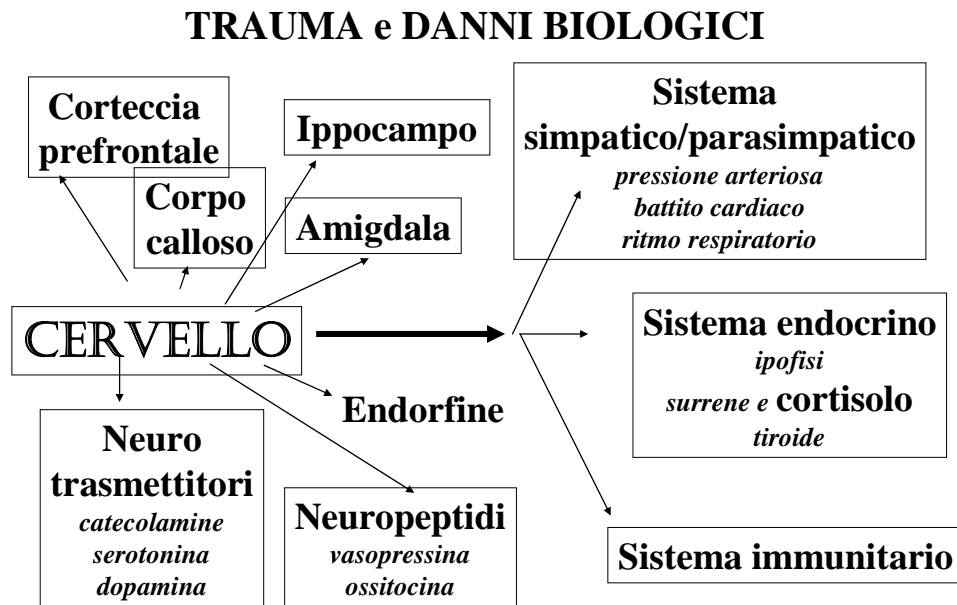 TRAUMA e DANNI BIOLOGICI
Corteccia
prefrontale
Corpo
calloso
Ippocampo
Amigdala
Sistema
simpatico/parasimpatico
pressione arteriosa
battito cardiaco
ritmo respiratorio
CERVELLO
Sistema endocrino
ipofisi
surrene e cortisolo
tiroide
Endorfine
Neuro
trasmettitori
catecolamine
serotonina
dopamina
Neuropeptidi
vasopressina
ossitocina
Sistema immunitario